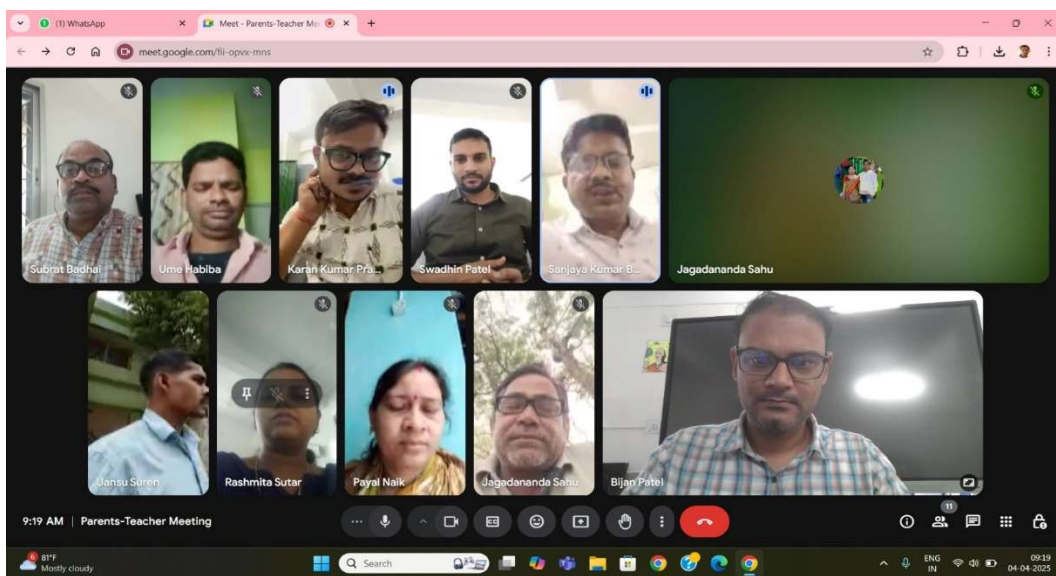 (1) WhatsApp
Meet - Parents-Teacher Me
meet.google.com/fii-opvx-mns
Subrat Badhai
Ume Habiba
Karan Kumar Pra...
Swadhin Patel
Sanjaya Kumar B...
Jagadananda Sahu
Uansu Suren
Rashmita Sutar
Payal Naik
Jagadananda Sahu
Bijan Patel
9:19 AM | Parents-Teacher Meeting
11
81°F
Mostly cloudy
Search
ENG
IN
09:19
04-04-2025